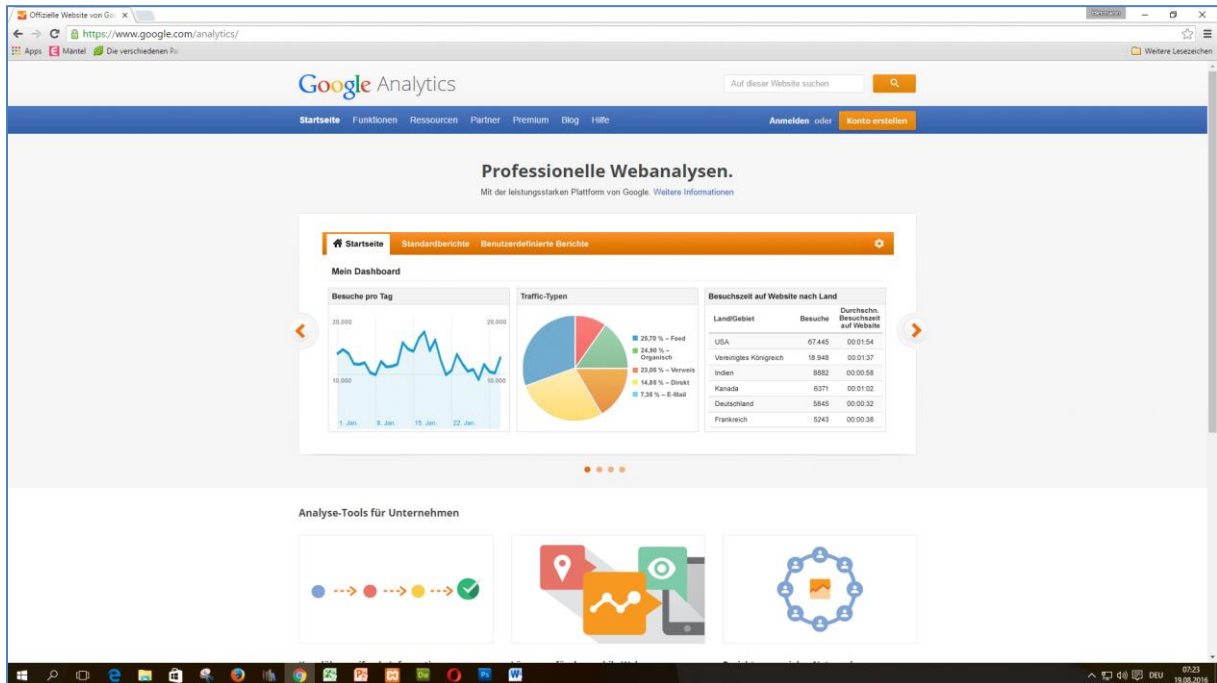 Offizielle Website von Go
Hermann
https://www.google.com/analytics/
Apps Mäntel Die verschiedenen Pa
Weitere Lesezeichen
Google Analytics
Auf dieser Website suchen
Startseite Funktionen Ressourcen Partner Premium Blog Hilfe
Anmelden oder Konto erstellen
Professionelle Webanalysen.
Mit der leistungsstarken Plattform von Google. Weitere Informationen
Startseite Standardberichte Benutzerdefinierte Berichte
Mein Dashboard
Besuche pro Tag
20.000 20.000
10.000 10.000
1. Jan. 8. Jan. 15. Jan. 22. Jan.
Traffic-Typen
25,70 % – Feed
24,90 % –
Organisch
23,08 % – Verweis
14,85 % – Direkt
7,36 % – E-Mail
Besuchszeit auf Website nach Land
Land/Gebiet Besuche Durchschn. Besuchszeit auf Website
USA 67.445 00:01:54
Vereinigtes Königreich 18.948 00:01:37
Indien 8882 00:00:58
Kanada 6371 00:01:02
Deutschland 5845 00:00:32
Frankreich 5243 00:00:38
Analyse-Tools für Unternehmen
DEU
07:23
19.08.2016